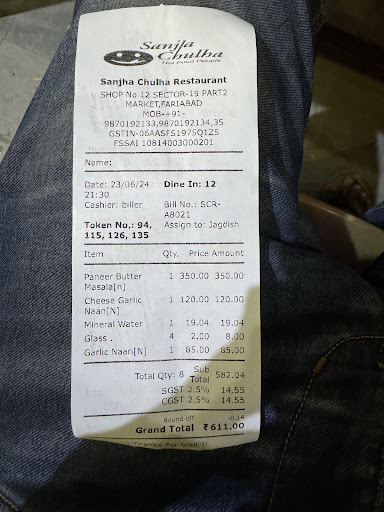 Sanjha
Chulha
The Food People
Sanjha Chulha Restaurant
SHOP No 12 SECTOR-19 PART2
MARKET,FARIABAD
MOB-+91-
9870192133,9870192134,35
GSTIN-06AASFS1975Q1ZS
FSSAI 10814003000201
Name:
Date: 23/06/24 Dine In: 12
21:30
Cashier: biller Bill No.: SCR-
A8021
Token No.: 94, Assign to: Jagdish
115, 126, 135
Item Qty. Price Amount
Paneer Butter 1 350.00 350.00
Masala[n]
Cheese Garlic 1 120.00 120.00
Naan[N]
Mineral Water 1 19.04 19.04
Glass . 4 2.00 8.00
Garlic Naan[N] 1 85.00 85.00
Total Qty: 8 Sub Total 582.04
SGST 2.5% 14.55
CGST 2.5% 14.55
Round off -0.14
Grand Total ₹611.00
Thanks For Visit !!